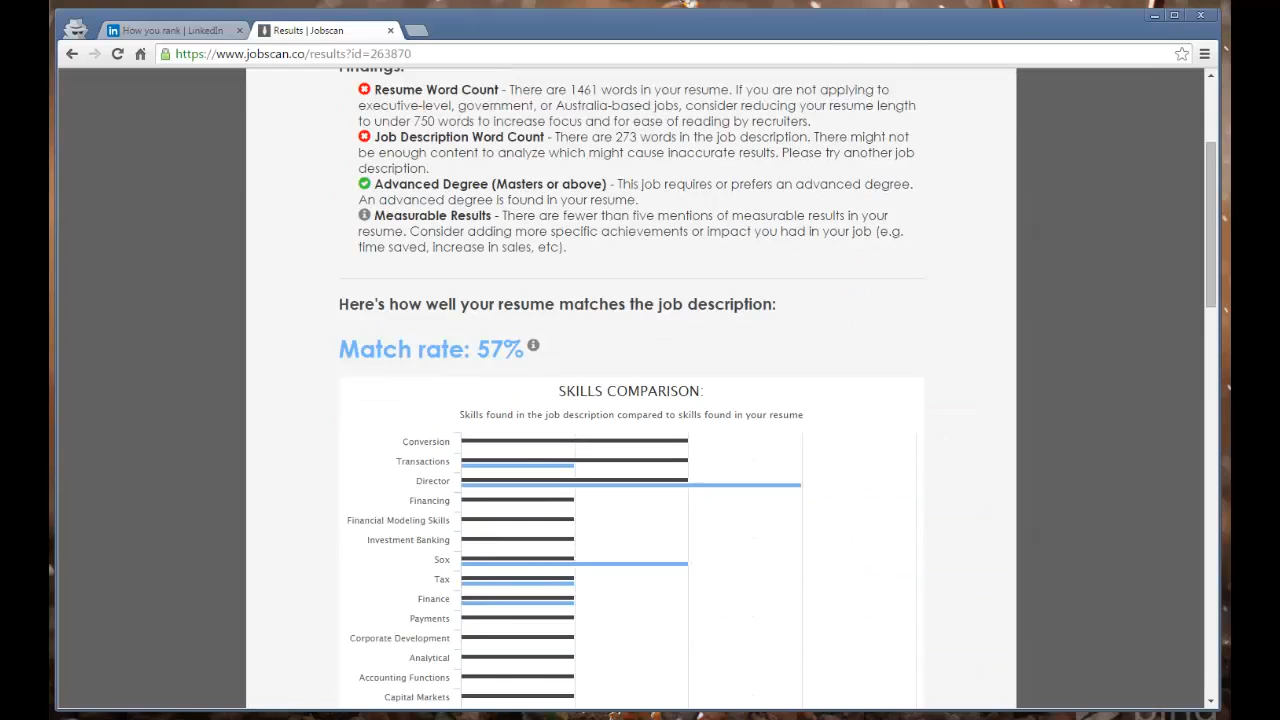 How you rank | LinkedIn
Results | Jobscan
https://www.jobscan.co/results?id=263870
Findings:
Resume Word Count - There are 1461 words in your resume. If you are not applying to
executive-level, government, or Australia-based jobs, consider reducing your resume length
to under 750 words to increase focus and for ease of reading by recruiters.
Job Description Word Count - There are 273 words in the job description. There might not
be enough content to analyze which might cause inaccurate results. Please try another job
description.
Advanced Degree (Masters or above) - This job requires or prefers an advanced degree.
An advanced degree is found in your resume.
Measurable Results - There are fewer than five mentions of measurable results in your
resume. Consider adding more specific achievements or impact you had in your job (e.g.
time saved, increase in sales, etc).
Here's how well your resume matches the job description:
Match rate: 57%
SKILLS COMPARISON:
Skills found in the job description compared to skills found in your resume
Conversion
Transactions
Director
Financing
Financial Modeling Skills
Investment Banking
Sox
Tax
Finance
Payments
Corporate Development
Analytical
Accounting Functions
Capital Markets